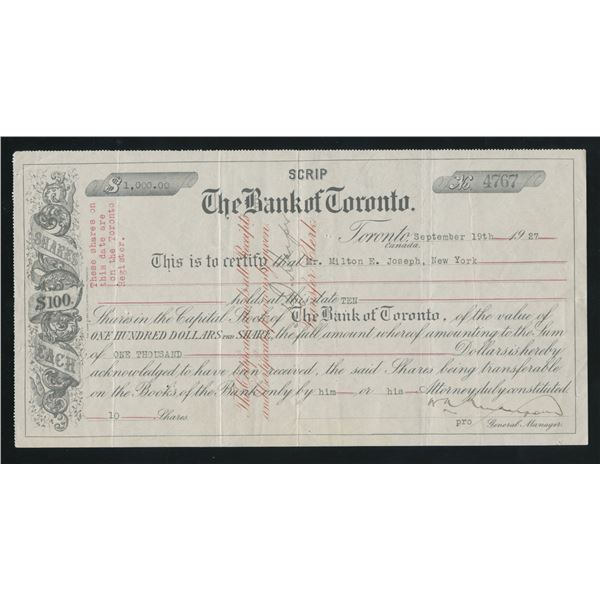 SCRIP
$ 1,000.00
No. 4767
The Bank of Toronto.
Toronto, September 19th 1927
Canada.
This is to certify that Mr. Milton E. Joseph, New York
holds at this date TEN
Shares in the Capital Stock of The Bank of Toronto, of the value of
ONE HUNDRED DOLLARS PER SHARE, the full amount whereof amounting to the Sum
of ONE THOUSAND Dollars is hereby
acknowledged to have been received, the said Shares being transferable
on the Books of the Bank only by him or his Attorney duly constituted.
10 Shares.
pro General Manager.
SHARES
$100.
EACH
These shares on
this date are
on the Toronto
Register.